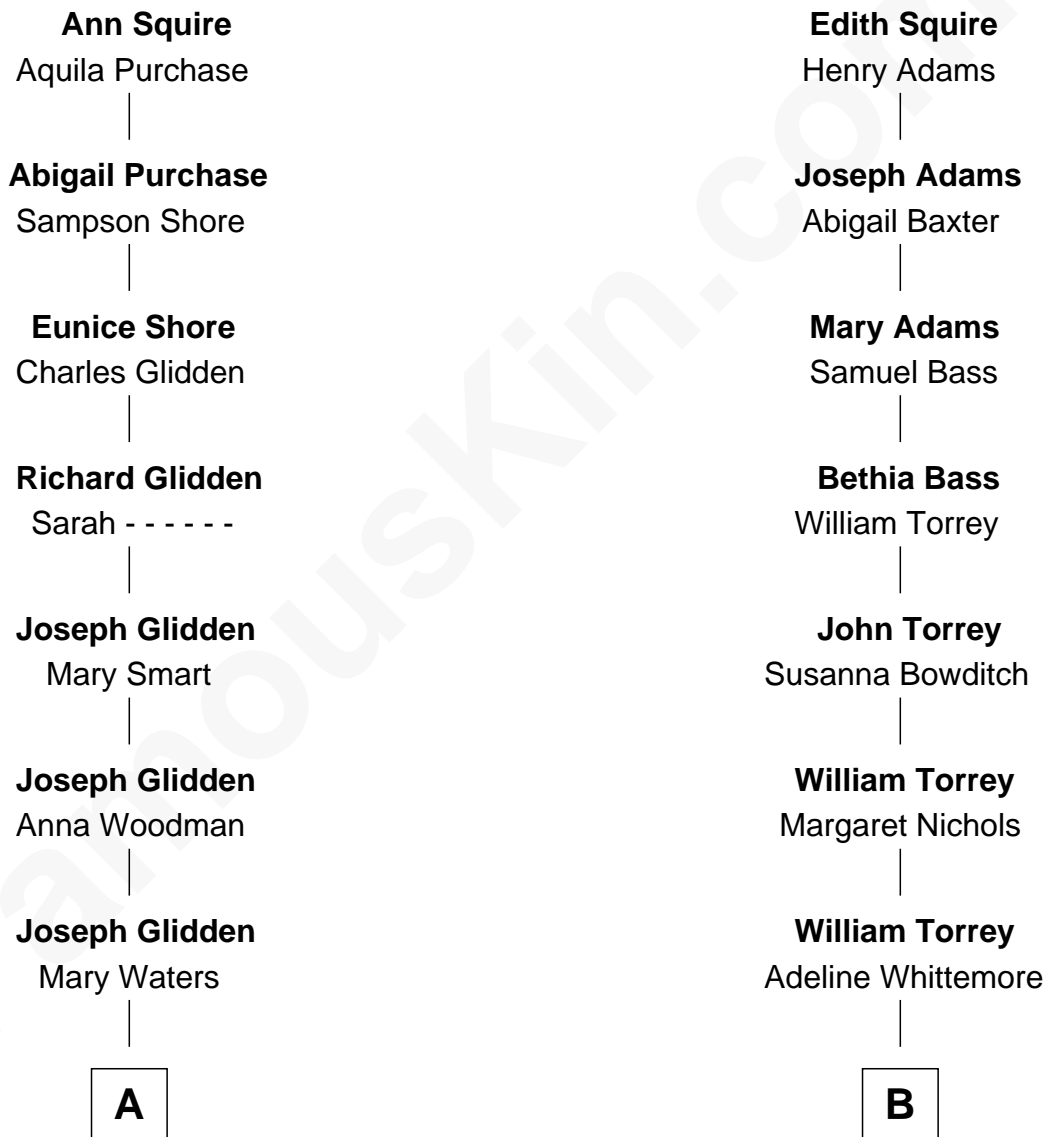 Ann Squire
Aquila Purchase
Abigail Purchase
Sampson Shore
Eunice Shore
Charles Glidden
Richard Glidden
Sarah - - - - - -
Joseph Glidden
Mary Smart
Joseph Glidden
Anna Woodman
Joseph Glidden
Mary Waters
A
Edith Squire
Henry Adams
Joseph Adams
Abigail Baxter
Mary Adams
Samuel Bass
Bethia Bass
William Torrey
John Torrey
Susanna Bowditch
William Torrey
Margaret Nichols
William Torrey
Adeline Whittemore
B
amouskin.com